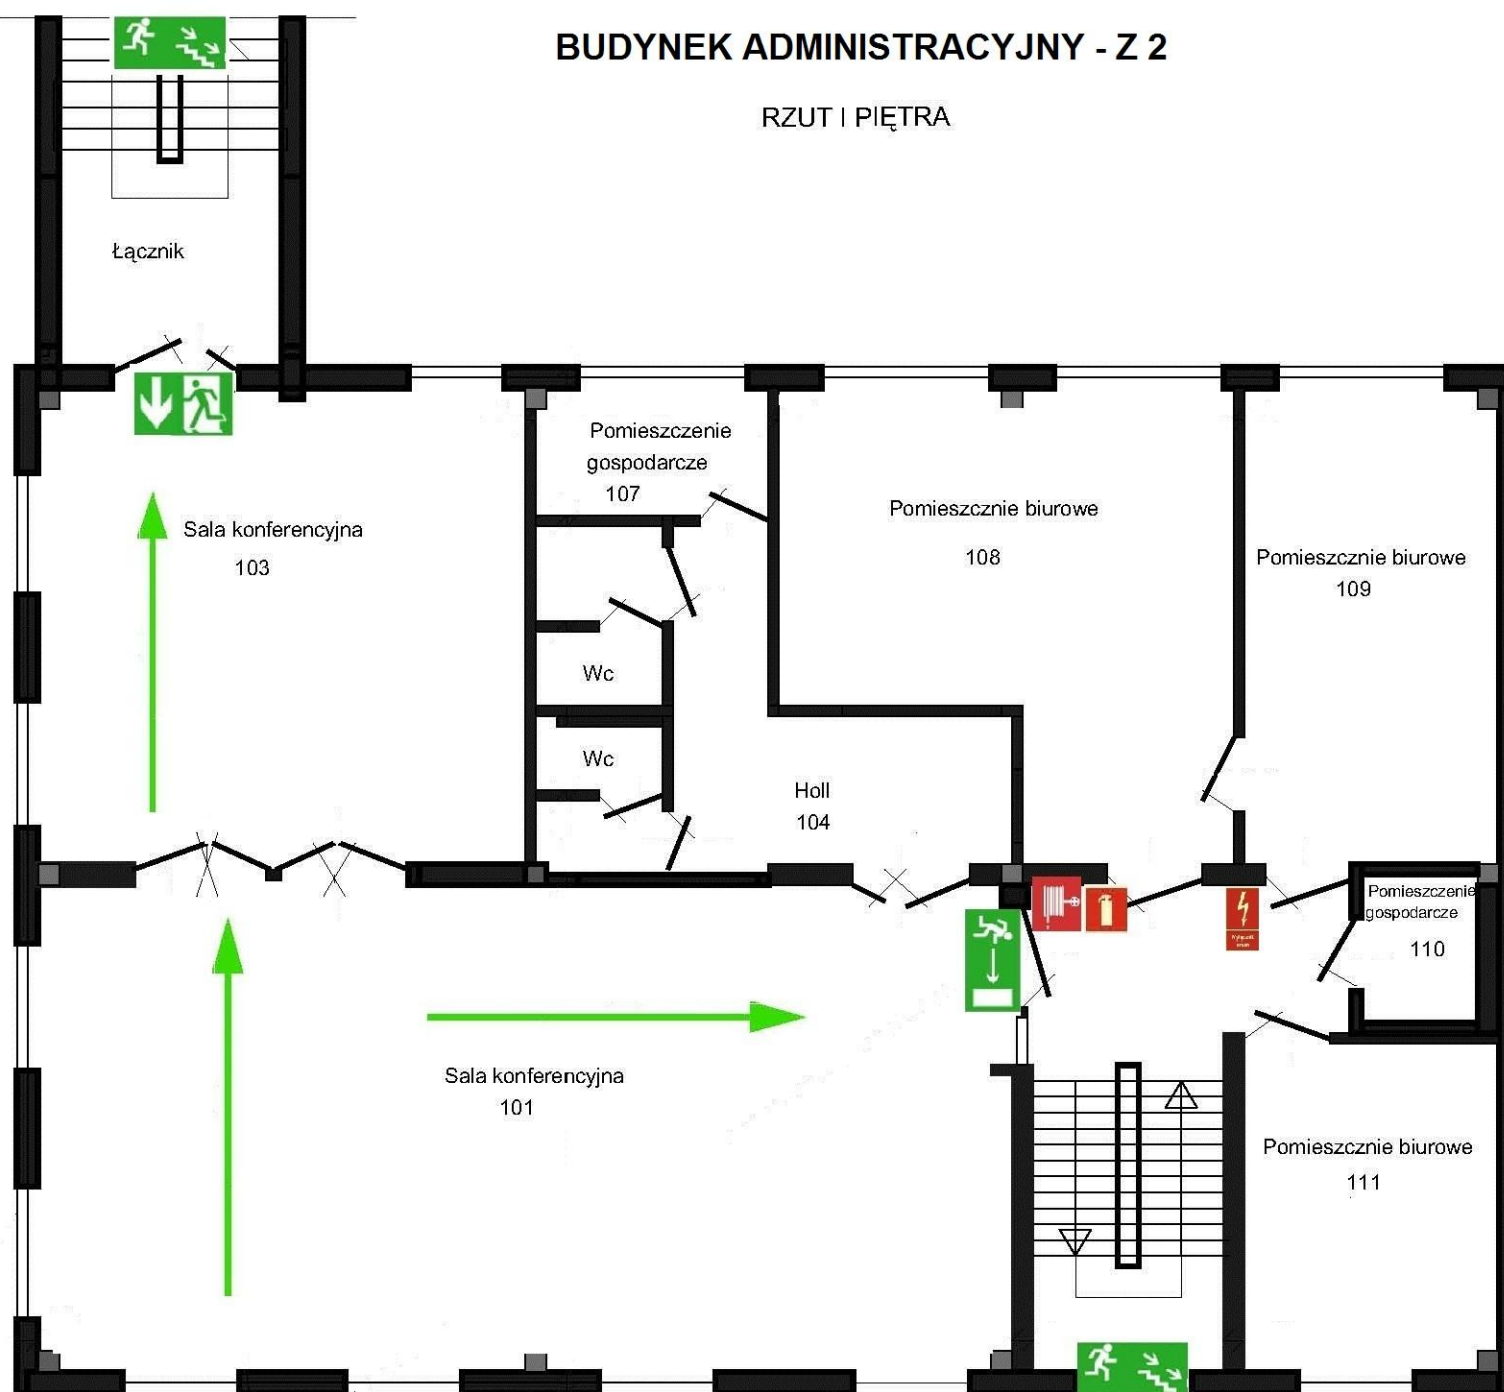 BUDYNEK ADMINISTRACYJNY - Z 2
RZUT I PIĘTRA
Łącznik
Pomieszczenie
gospodarcze
107
Sala konferencyjna
103
Pomieszcznie biurowe
108
Pomieszcznie biurowe
109
Wc
Wc
Holl
104
Pomieszczenie
gospodarcze
110
Sala konferencyjna
101
Pomieszcznie biurowe
111